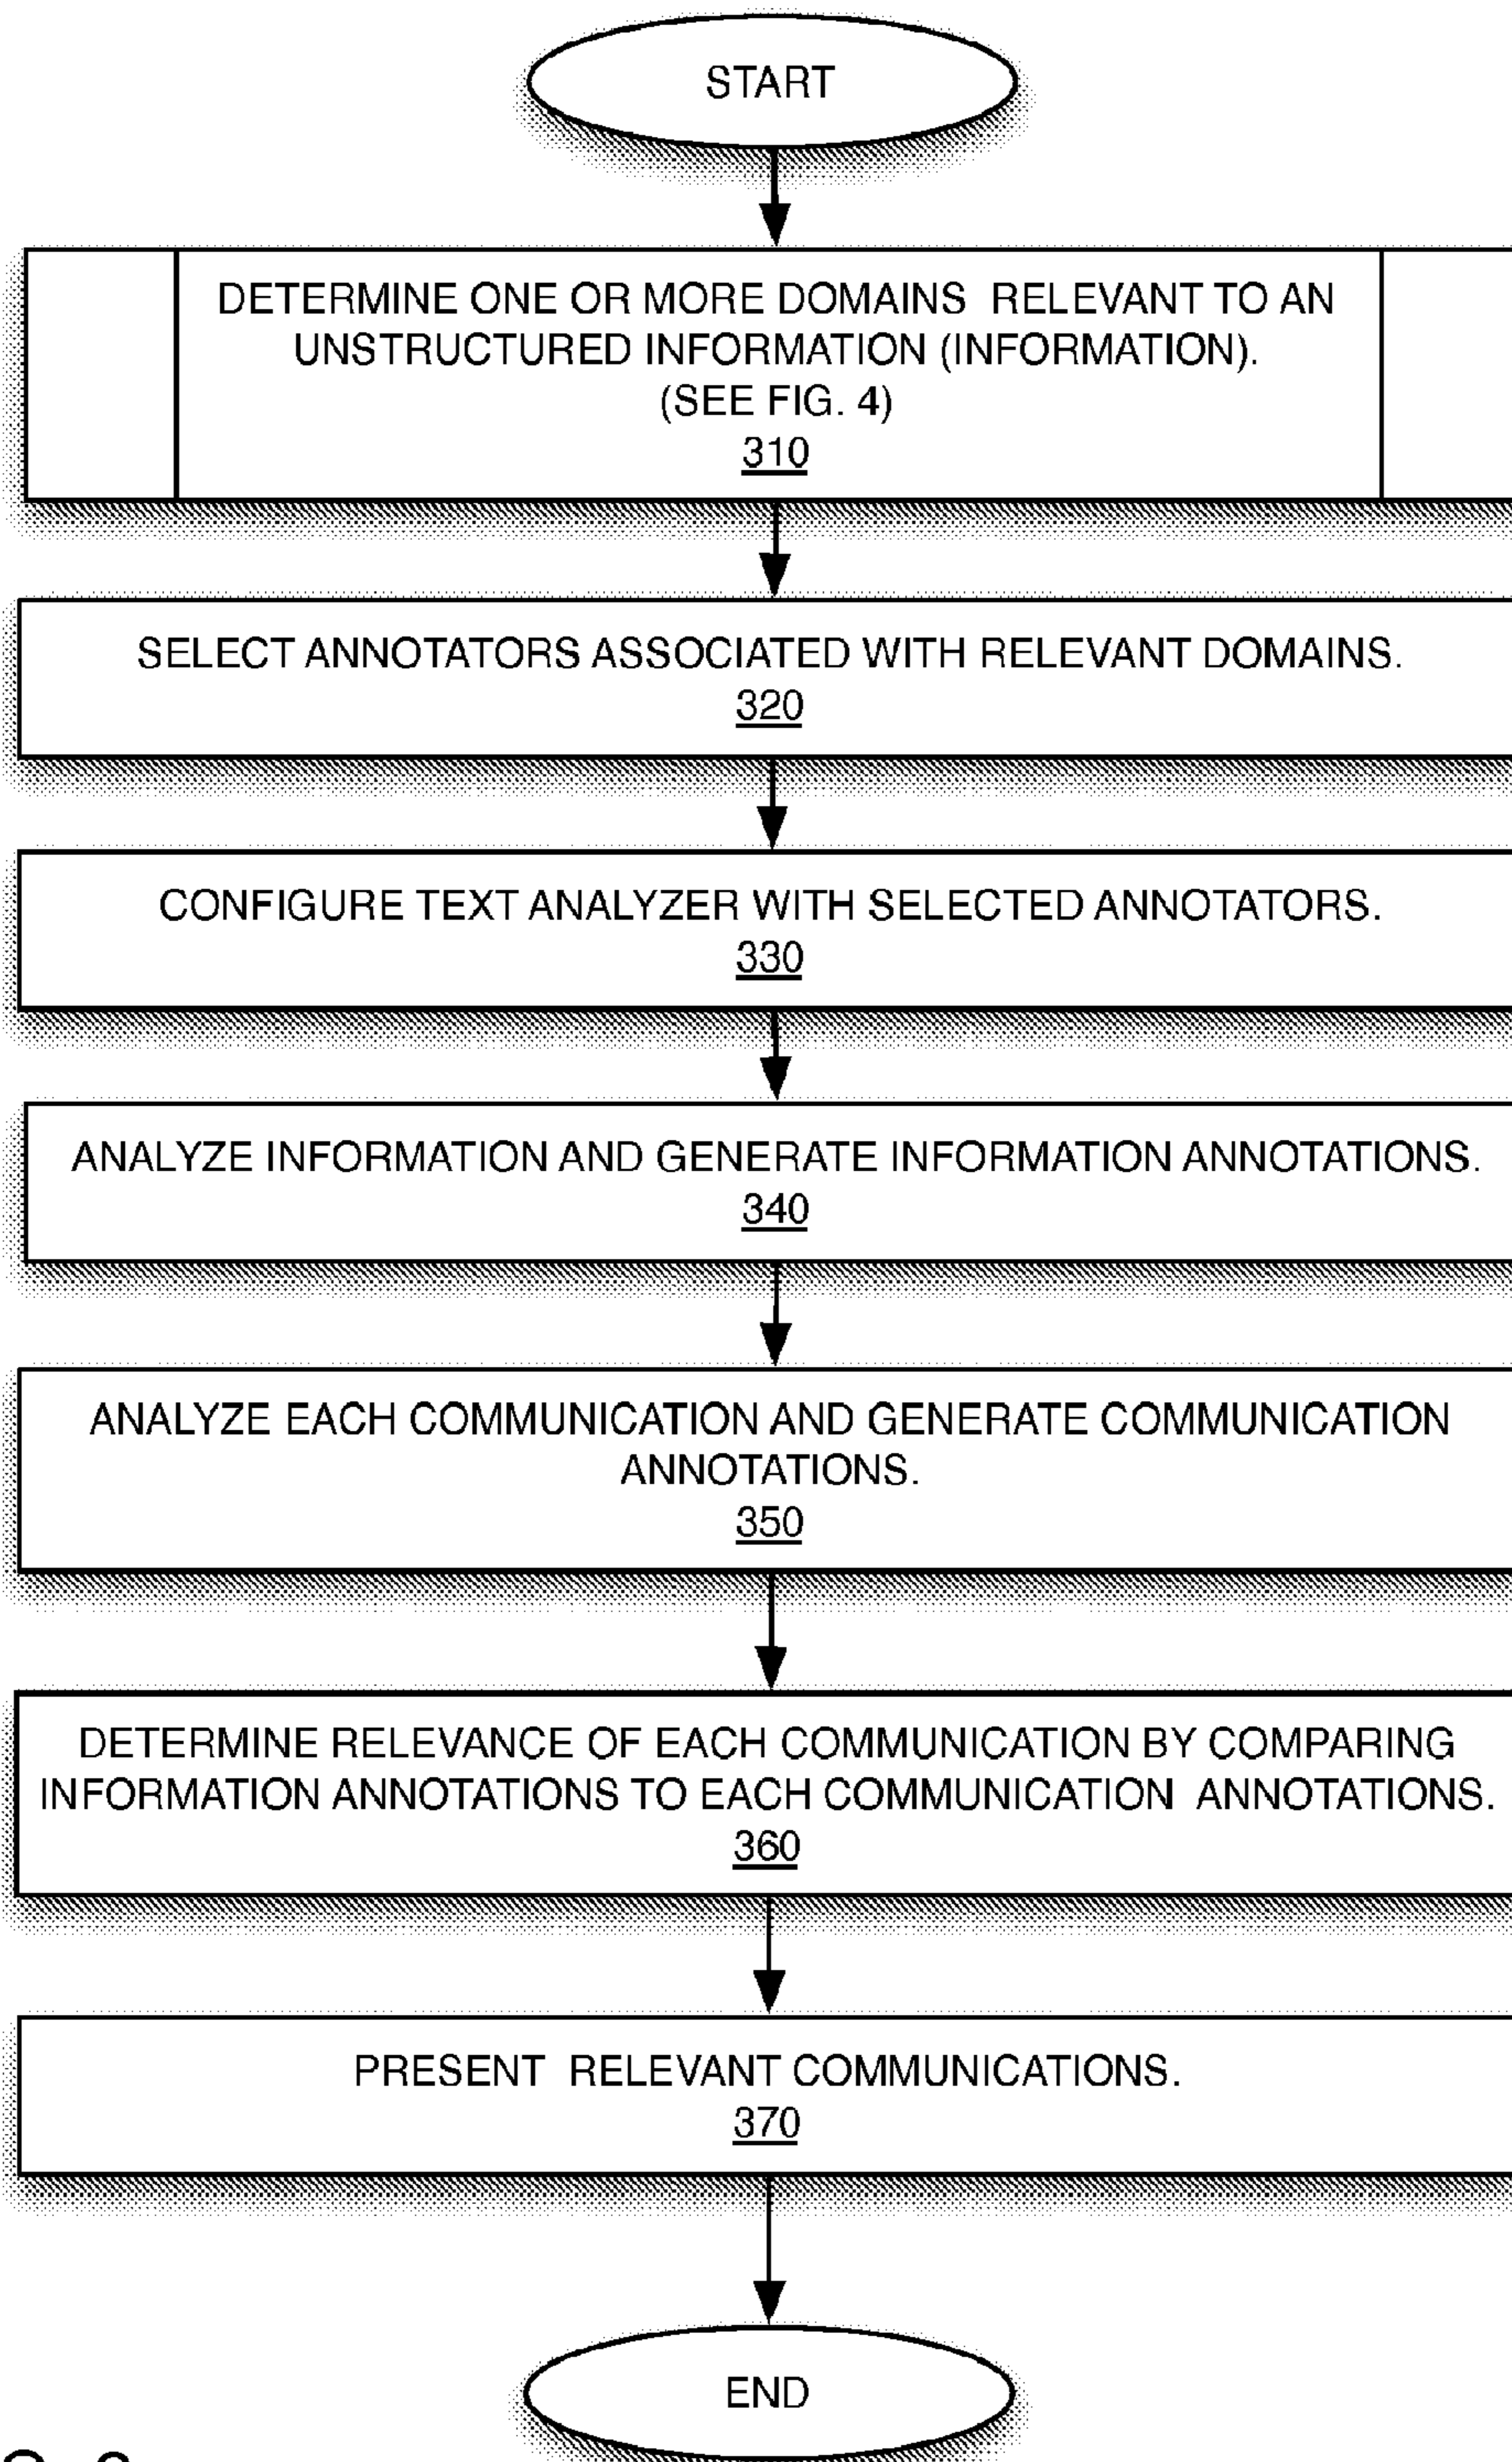 START
DETERMINE ONE OR MORE DOMAINS RELEVANT TO AN
UNSTRUCTURED INFORMATION (INFORMATION).
(SEE FIG. 4)
310
SELECT ANNOTATORS ASSOCIATED WITH RELEVANT DOMAINS.
320
CONFIGURE TEXT ANALYZER WITH SELECTED ANNOTATORS.
330
ANALYZE INFORMATION AND GENERATE INFORMATION ANNOTATIONS.
340
ANALYZE EACH COMMUNICATION AND GENERATE COMMUNICATION
ANNOTATIONS.
350
DETERMINE RELEVANCE OF EACH COMMUNICATION BY COMPARING
INFORMATION ANNOTATIONS TO EACH COMMUNICATION ANNOTATIONS.
360
PRESENT RELEVANT COMMUNICATIONS.
370
END